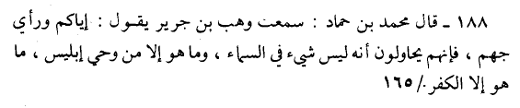 ١٨٨ ـ قال محمد بن حماد : سمعت وهب بن جرير يقول : إياكم ورأي
جهم ، فإنهم يحاولون أنه ليس شيء في السماء ، وما هو إلا من وحي إبليس ، ما
هو إلا الكفر./ ١٦٥